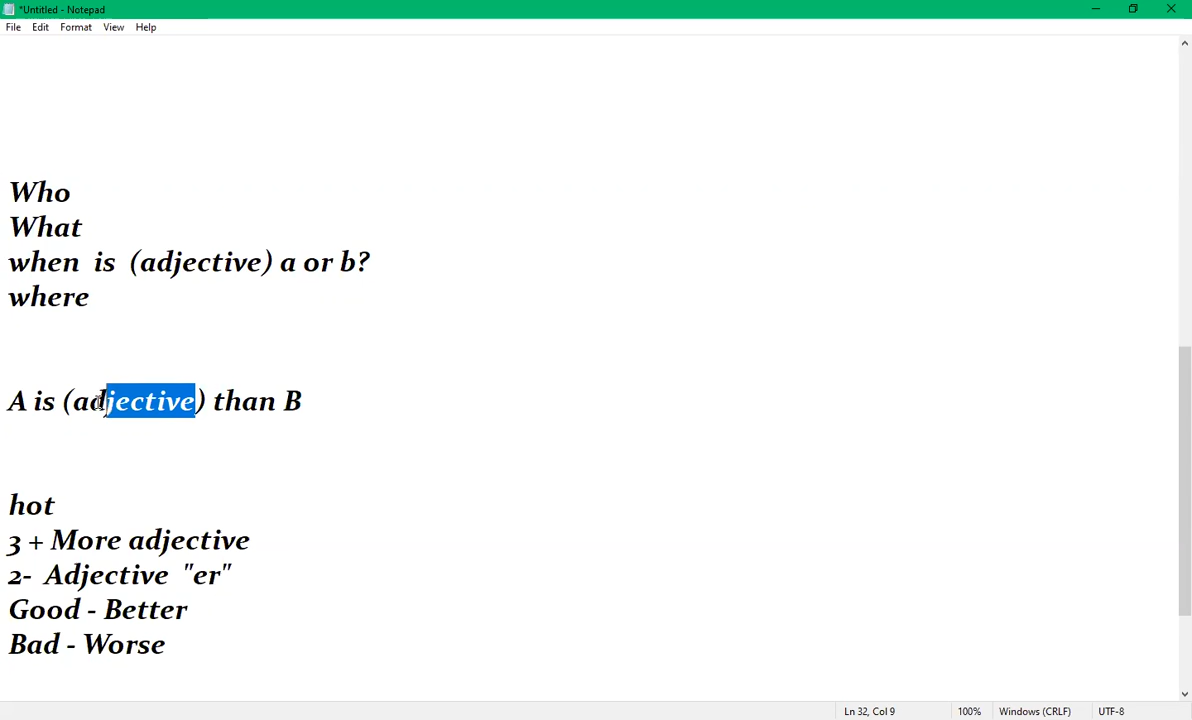 *Untitled - Notepad
File Edit Format View Help
Who
What
when is (adjective) a or b?
where
A is (adjective) than B
hot
3 + More adjective
2- Adjective "er"
Good - Better
Bad - Worse
Ln 32, Col 9 100% Windows (CRLF) UTF-8